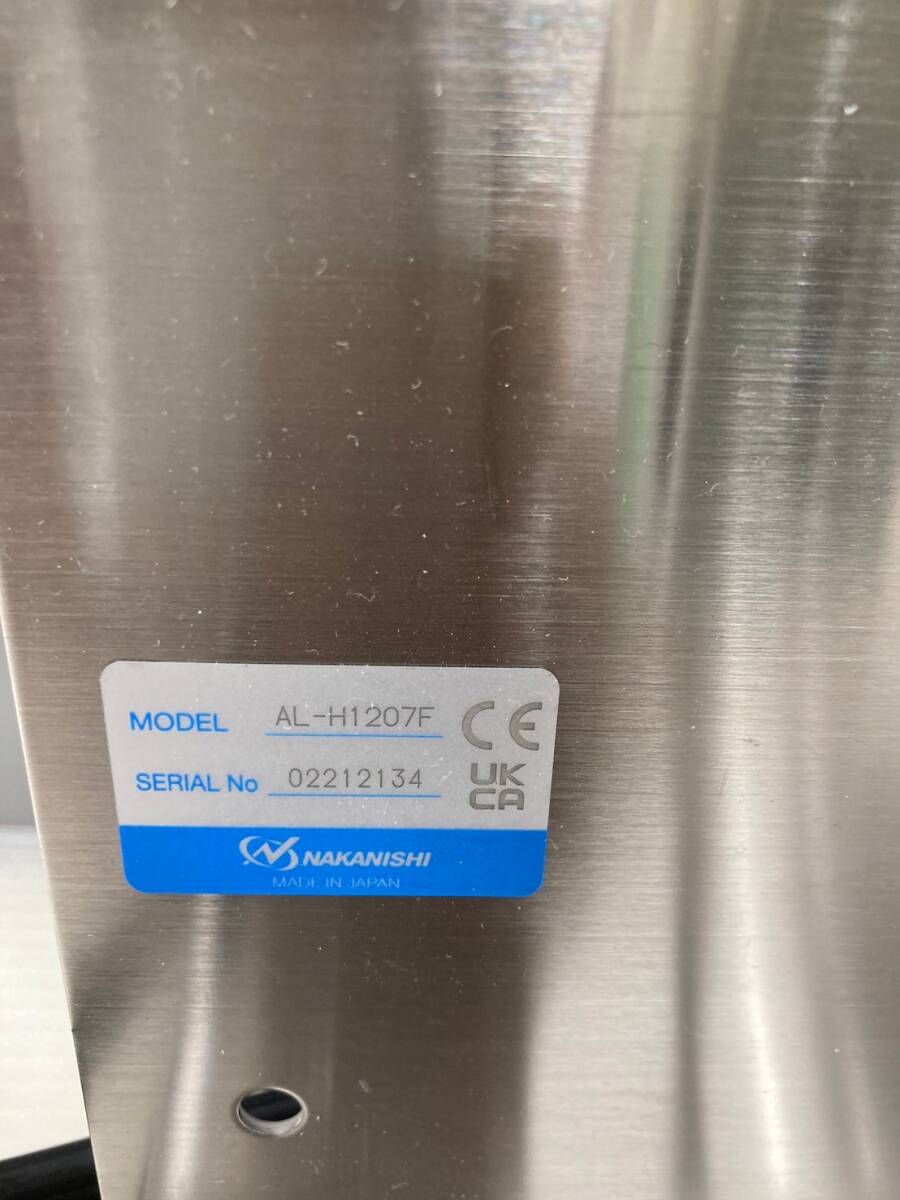 MODEL AL-H1207F CE
SERIAL No 02212134 UK
CA
NAKANISHI
MADE IN JAPAN